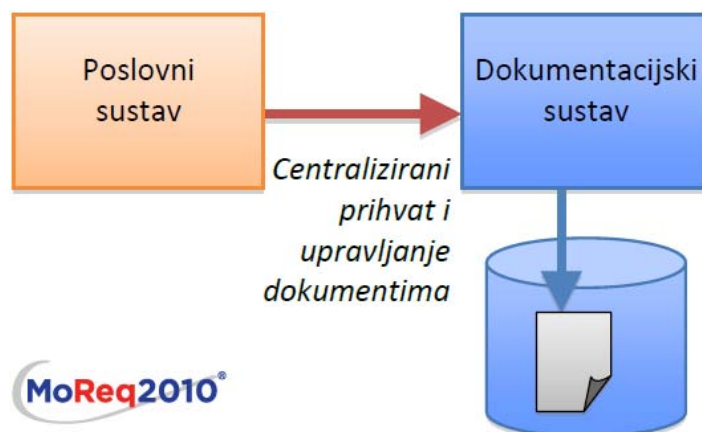 Poslovni
sustav
Dokumentacijski
sustav
Centralizirani
prihvat i
upravljanje
dokumentima
MoReq2010®